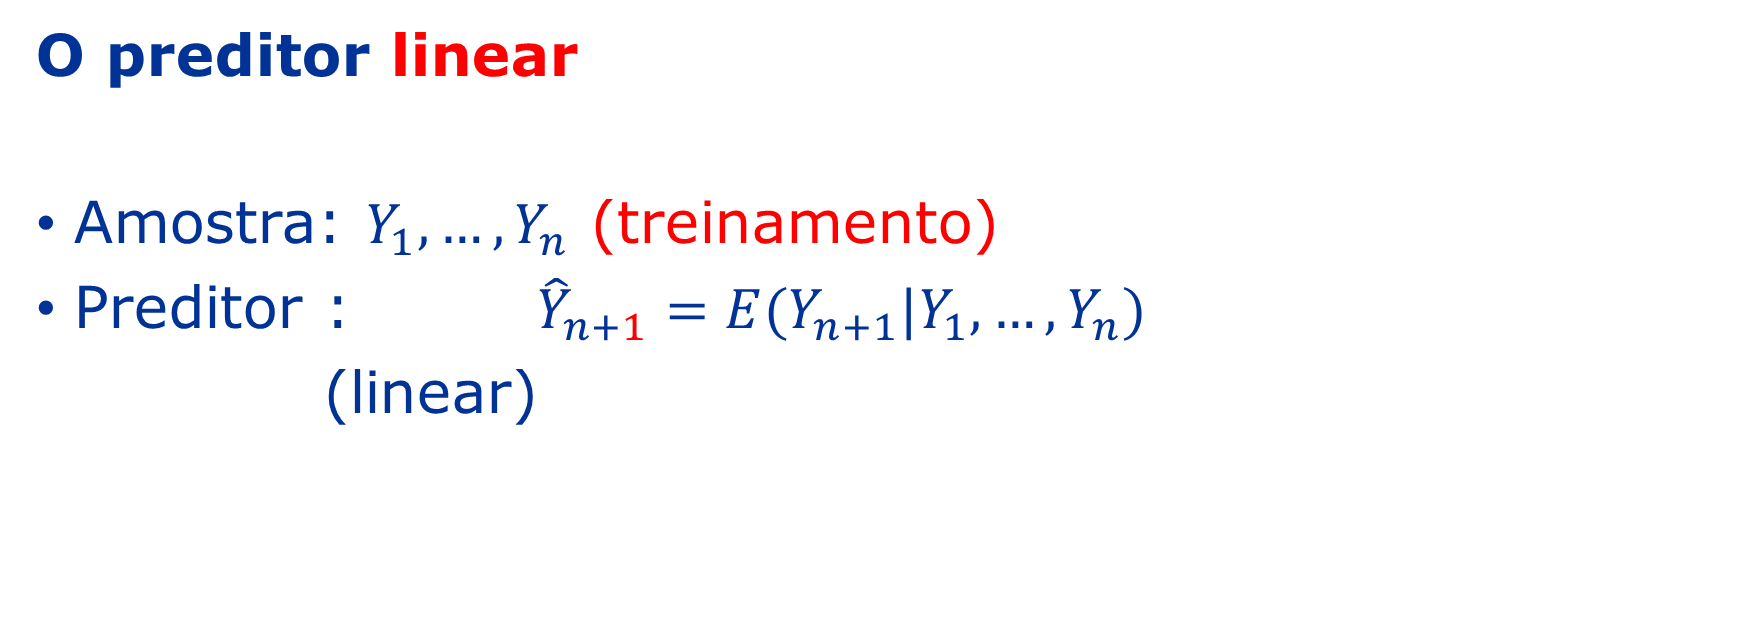 O preditor linear
• Amostra: Y₁, … , Yₙ (treinamento)
• Preditor : Ŷₙ₊₁ = E(Yₙ₊₁|Y₁, … , Yₙ)
(linear)